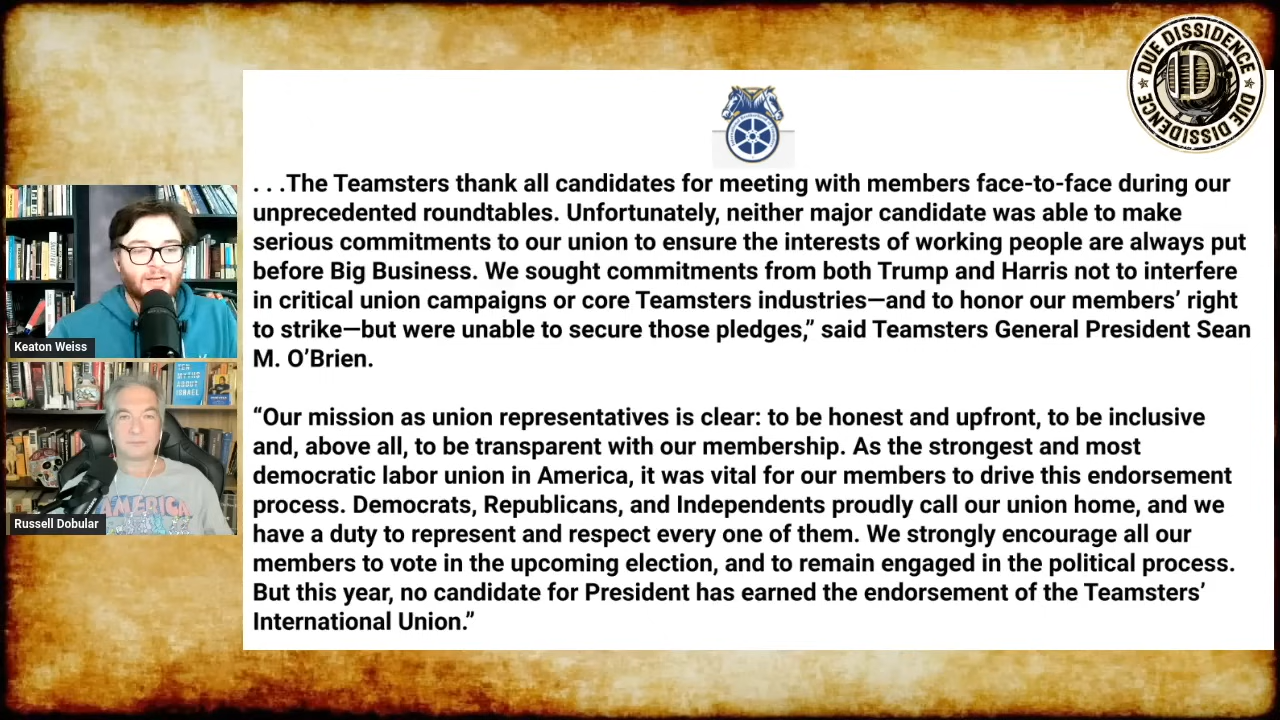 DUE DISSIDENCE
DUE DISSIDENCE
D
. . .The Teamsters thank all candidates for meeting with members face-to-face during our
unprecedented roundtables. Unfortunately, neither major candidate was able to make
serious commitments to our union to ensure the interests of working people are always put
before Big Business. We sought commitments from both Trump and Harris not to interfere
in critical union campaigns or core Teamsters industries—and to honor our members’ right
to strike—but were unable to secure those pledges,” said Teamsters General President Sean
M. O’Brien.
“Our mission as union representatives is clear: to be honest and upfront, to be inclusive
and, above all, to be transparent with our membership. As the strongest and most
democratic labor union in America, it was vital for our members to drive this endorsement
process. Democrats, Republicans, and Independents proudly call our union home, and we
have a duty to represent and respect every one of them. We strongly encourage all our
members to vote in the upcoming election, and to remain engaged in the political process.
But this year, no candidate for President has earned the endorsement of the Teamsters’
International Union.”
Keaton Weiss
TEN
MYTHS
ABOUT
ISRAEL
AMERICA
Russell Dobular